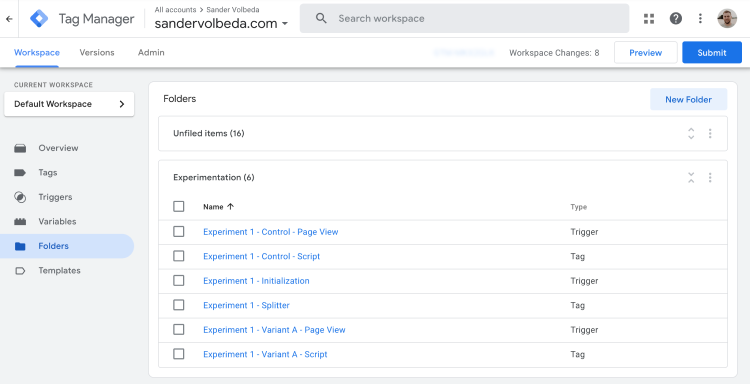 Tag Manager
All accounts > Sander Volbeda
sandervolbeda.com
Search workspace
Workspace
Versions
Admin
Workspace Changes: 8
Preview
Submit
CURRENT WORKSPACE
Default Workspace
Overview
Tags
Triggers
Variables
Folders
Templates
Folders
New Folder
Unfiled items (16)
Experimentation (6)
Name
Type
Experiment 1 - Control - Page View
Trigger
Experiment 1 - Control - Script
Tag
Experiment 1 - Initialization
Trigger
Experiment 1 - Splitter
Tag
Experiment 1 - Variant A - Page View
Trigger
Experiment 1 - Variant A - Script
Tag